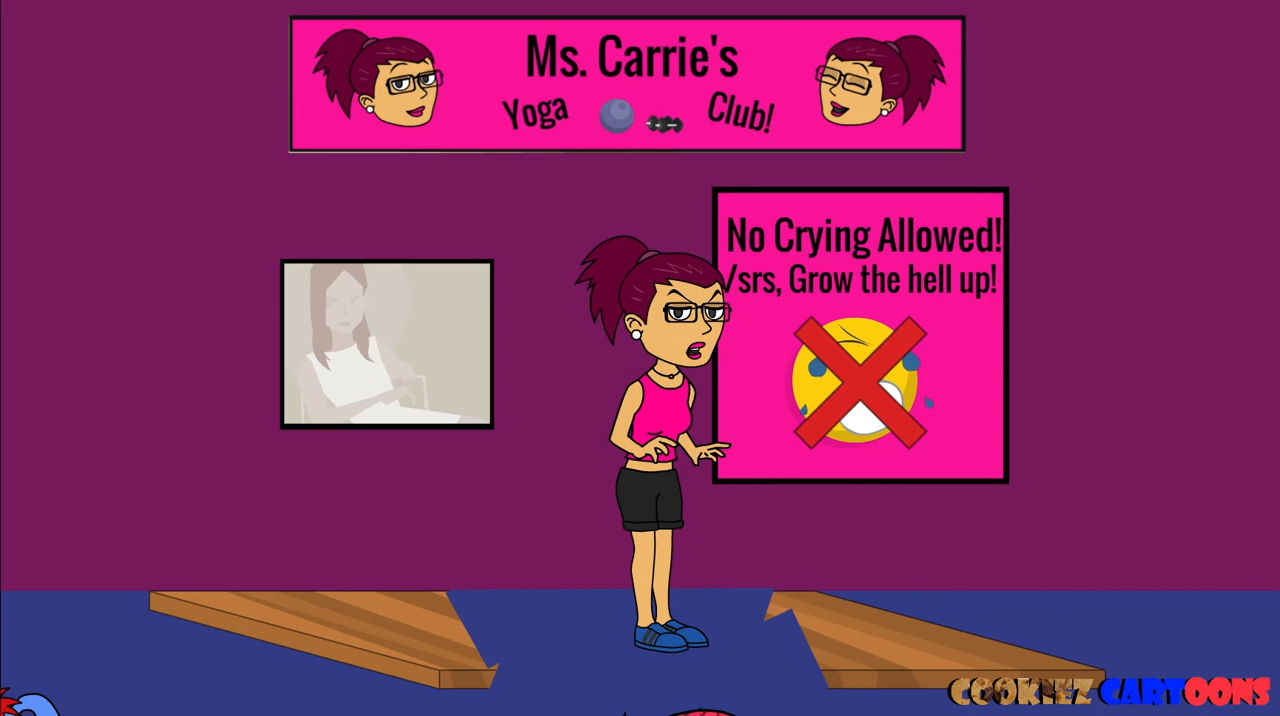 Ms. Carrie's
Yoga Club!
No Crying Allowed!
/srs, Grow the hell up!
COOKIEZ CARTOONS